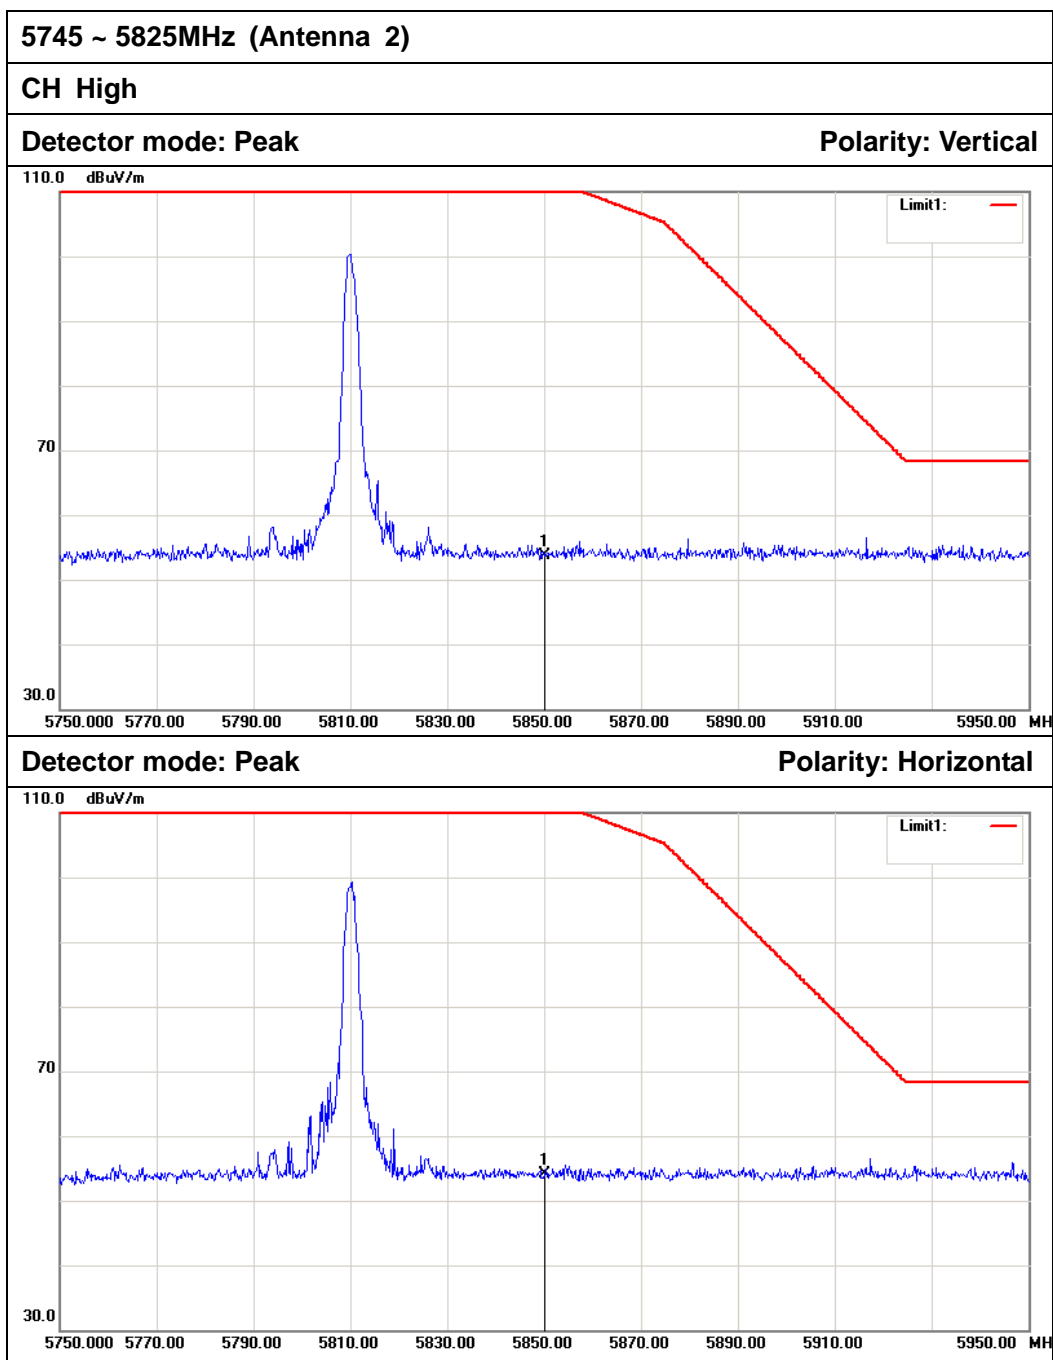 5745 ~ 5825MHz (Antenna 2)
CH High
Detector mode: Peak Polarity: Vertical
110.0 dBuV/m
Limit1:
70
1
30.0
5750.000 5770.00 5790.00 5810.00 5830.00 5850.00 5870.00 5890.00 5910.00 5950.00 MH
Detector mode: Peak Polarity: Horizontal
110.0 dBuV/m
Limit1:
70
1
30.0
5750.000 5770.00 5790.00 5810.00 5830.00 5850.00 5870.00 5890.00 5910.00 5950.00 MH